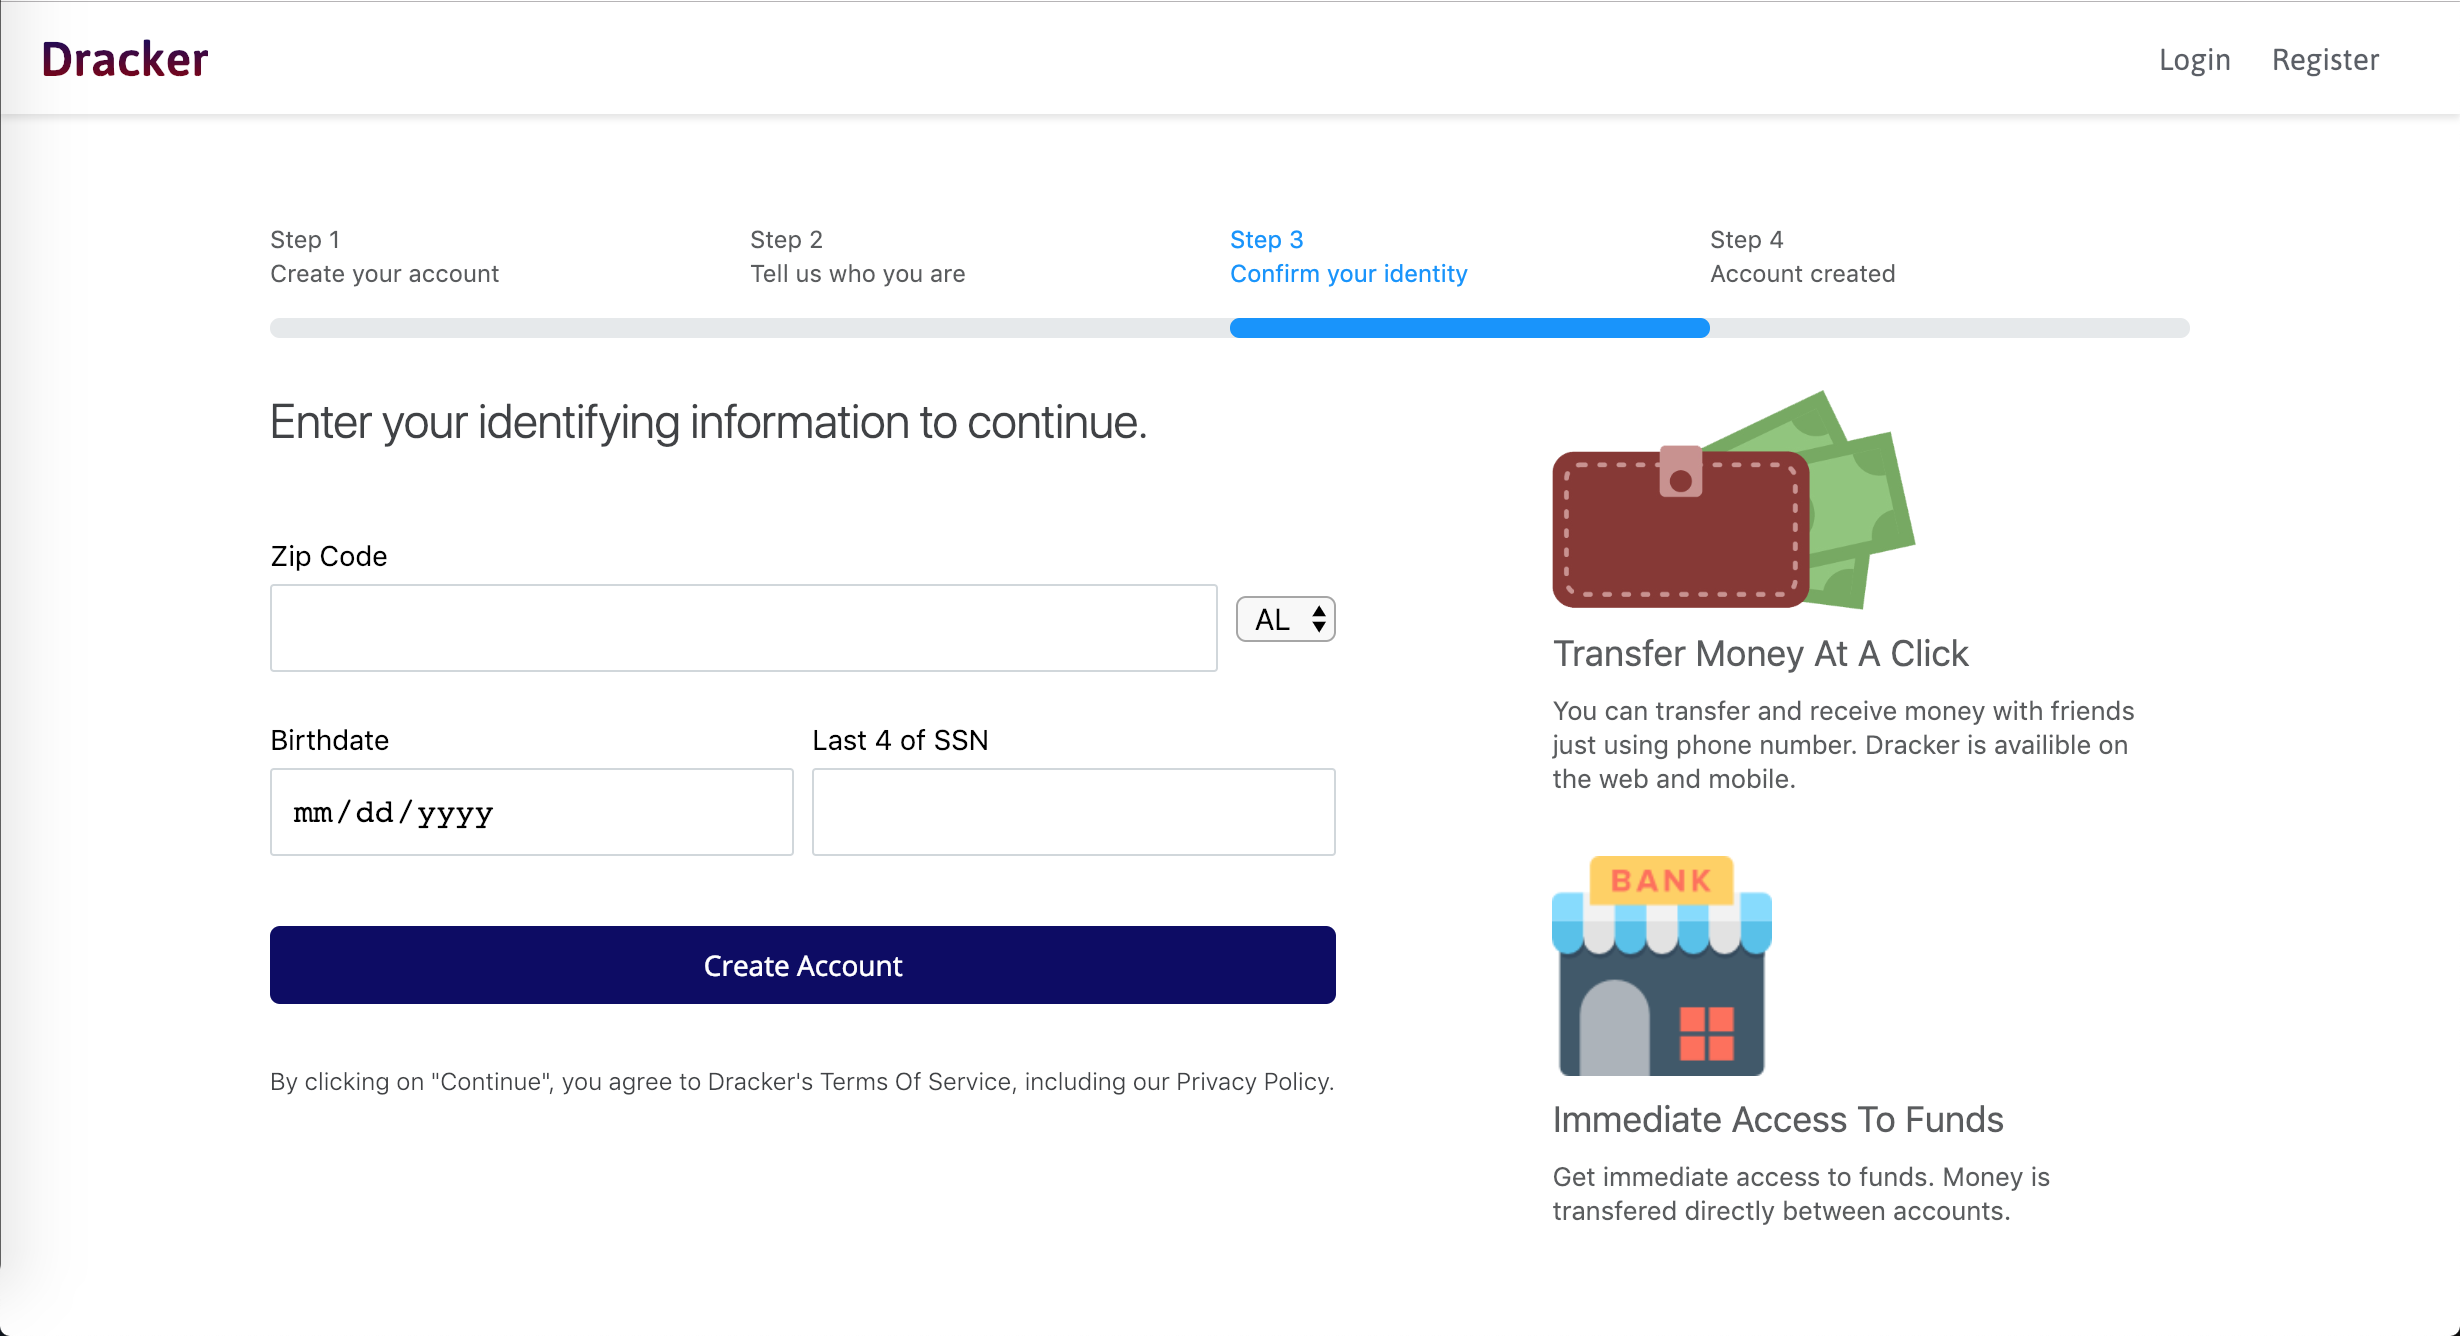 Dracker
Login
Register
Step 1
Create your account
Step 2
Tell us who you are
Step 3
Confirm your identity
Step 4
Account created
Enter your identifying information to continue.
Zip Code
AL
Birthdate
mm/dd/yyyy
Last 4 of SSN
Create Account
By clicking on "Continue", you agree to Dracker's Terms Of Service, including our Privacy Policy.
Transfer Money At A Click
You can transfer and receive money with friends
just using phone number. Dracker is availible on
the web and mobile.
BANK
Immediate Access To Funds
Get immediate access to funds. Money is
transfered directly between accounts.